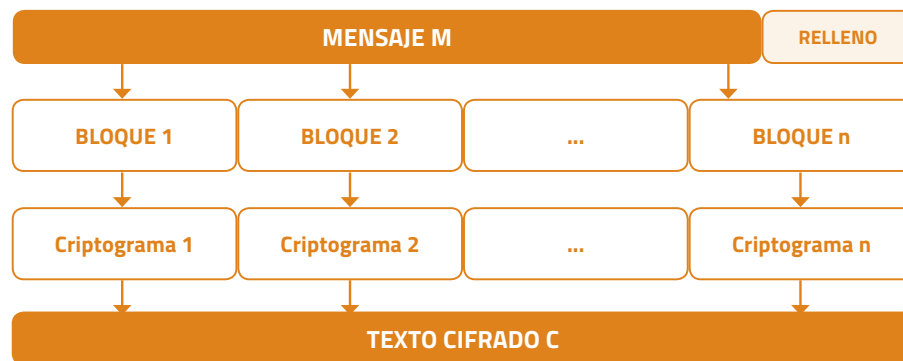 MENSAJE M RELLENO
BLOQUE 1 BLOQUE 2 ... BLOQUE n
Criptograma 1 Criptograma 2 ... Criptograma n
TEXTO CIFRADO C